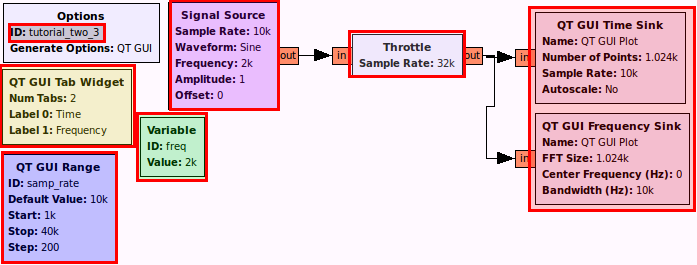 Options
ID: tutorial_two_3
Generate Options: QT GUI
QT GUI Tab Widget
Num Tabs: 2
Label 0: Time
Label 1: Frequency
QT GUI Range
ID: samp_rate
Default Value: 10k
Start: 1k
Stop: 40k
Step: 200
Variable
ID: freq
Value: 2k
Signal Source
Sample Rate: 10k
Waveform: Sine
Frequency: 2k
Amplitude: 1
Offset: 0
out
in
Throttle
Sample Rate: 32k
out
in
QT GUI Time Sink
Name: QT GUI Plot
Number of Points: 1.024k
Sample Rate: 10k
Autoscale: No
in
QT GUI Frequency Sink
Name: QT GUI Plot
FFT Size: 1.024k
Center Frequency (Hz): 0
Bandwidth (Hz): 10k